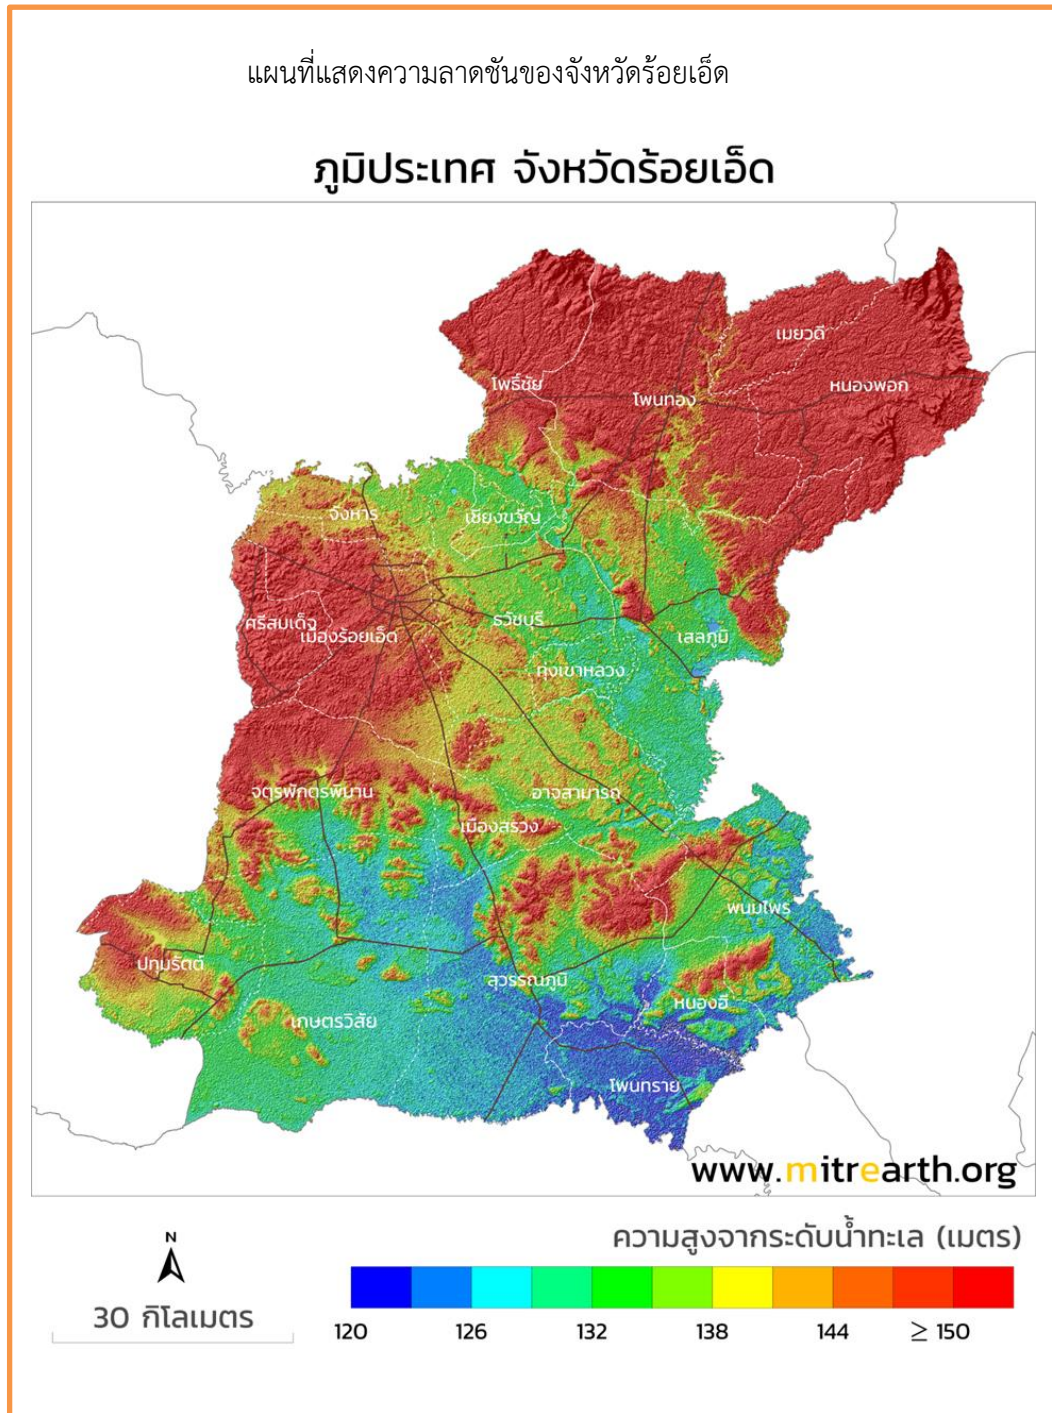 แผนที่แสดงความลาดชันของจังหวัดร้อยเอ็ด
ภูมิประเทศ จังหวัดร้อยเอ็ด
เมยวดี
โพธิ์ชัย
โพนทอง
หนองพอก
จังหาร
เชียงขวัญ
ศรีสมเด็จ
เมืองร้อยเอ็ด
ธวัชบุรี
เสลภูมิ
ทุ่งเขาหลวง
จตุรพักตรพิมาน
อาจสามารถ
เมืองสรวง
พนมไพร
ปทุมรัตต์
สุวรรณภูมิ
หนองฮี
เกษตรวิสัย
โพนทราย
www.mitrearth.org
ความสูงจากระดับน้ำทะเล (เมตร)
N
30 กิโลเมตร
120 126 132 138 144 ≥ 150